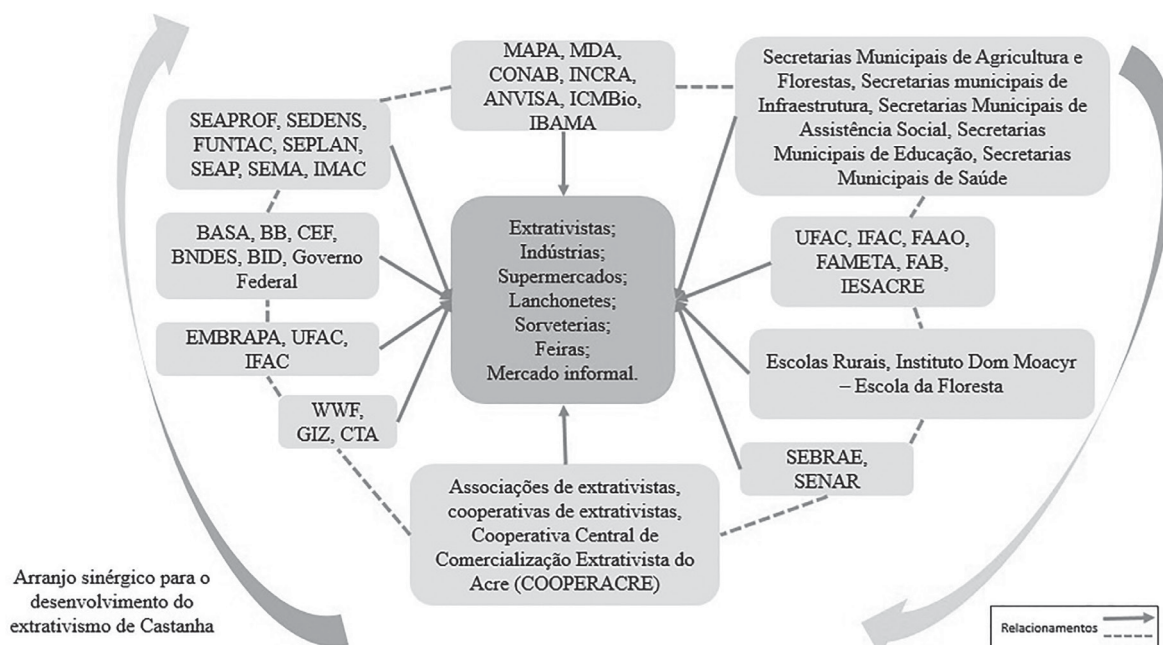 MAPA, MDA,
CONAB, INCRA,
ANVISA, ICMBio,
IBAMA
Secretarias Municipais de Agricultura e
Florestas, Secretarias municipais de
Infraestrutura, Secretarias Municipais de
Assistência Social, Secretarias
Municipais de Educação, Secretarias
Municipais de Saúde
SEAPROF, SEDENS,
FUNTAC, SEPLAN,
SEAP, SEMA, IMAC
BASA, BB, CEF,
BNDES, BID, Governo
Federal
Extrativistas;
Indústrias;
Supermercados;
Lanchonetes;
Sorveterias;
Feiras;
Mercado informal.
UFAC, IFAC, FAAO,
FAMETA, FAB,
IESACRE
EMBRAPA, UFAC,
IFAC
Escolas Rurais, Instituto Dom Moacyr
– Escola da Floresta
WWF,
GIZ, CTA
SEBRAE,
SENAR
Associações de extrativistas,
cooperativas de extrativistas,
Cooperativa Central de
Comercialização Extrativista do
Acre (COOPERACRE)
Arranjo sinérgico para o
desenvolvimento do
extrativismo de Castanha
Relacionamentos